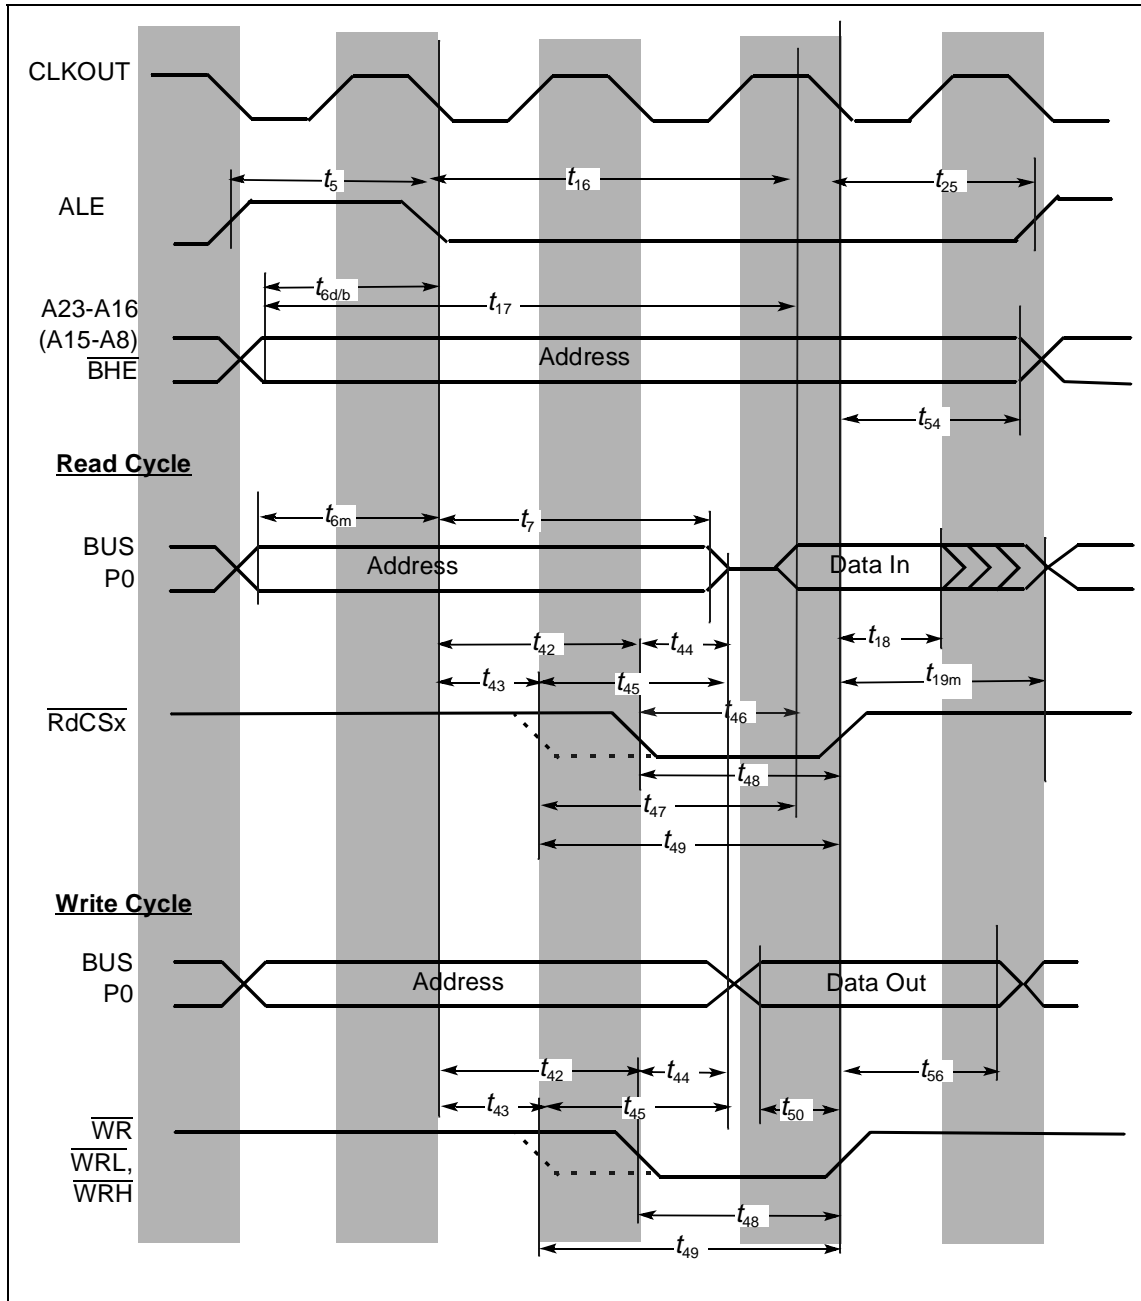 CLKOUT
t5
t16
t25
ALE
t6d/b
t17
A23-A16
(A15-A8)
BHE
Address
t54
Read Cycle
t6m
t7
BUS
P0
Address
Data In
t42
t44
t18
t43
t45
t19m
RdCSx
t46
t48
t47
t49
Write Cycle
BUS
P0
Address
Data Out
t42
t44
t56
t43
t45
t50
WR
WRL,
WRH
t48
t49